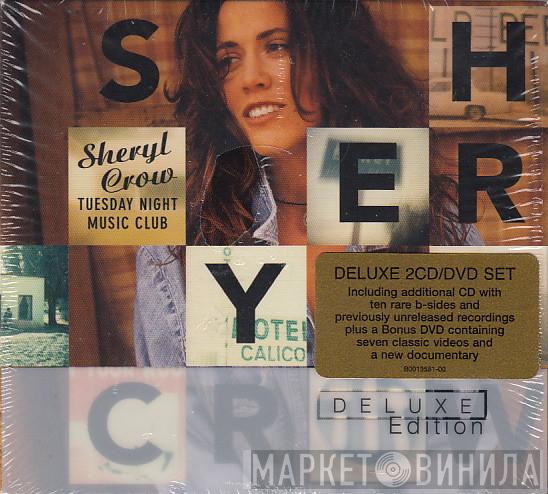 S H
Sheryl
Crow
TUESDAY NIGHT
MUSIC CLUB
E R
Y
HOTEL
CALICO
DELUXE 2CD/DVD SET
Including additional CD with
ten rare b-sides and
previously unreleased recordings
plus a Bonus DVD containing
seven classic videos and
a new documentary
B0013581-00
C R
DELUXE
Edition
МАРКЕТ ВИНИЛА